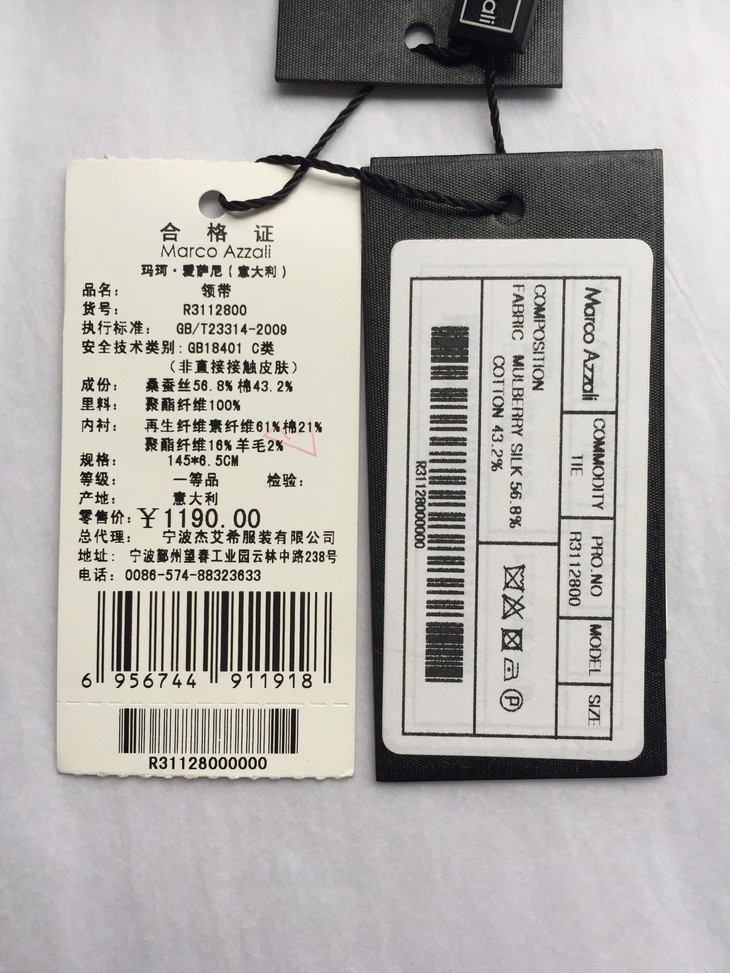 ali
合格证
Marco Azzali
玛珂·爱萨尼(意大利)
品名: 领带
货号: R3112800
执行标准: GB/T23314-2009
安全技术类别:GB18401 C类
(非直接接触皮肤)
成份: 桑蚕丝56.8%棉43.2%
里料: 聚酯纤维100%
内衬: 再生纤维素纤维61%棉21%
聚酯纤维16%羊毛2%
规格: 145*6.5CM
等级: 一等品 检验:
产地: 意大利
零售价:¥1190.00
总代理: 宁波杰艾希服装有限公司
地址: 宁波鄞州望春工业园云林中路238号
电话: 0086-574-88323633
6 956744 911918
R31128000000
Marco Azzali
COMMODITY
TIE
PRO.NO
R3112800
MODEL
SIZE
COMPOSITION
FABRIC MULBERRY SILK 56.8%
COTTON 43.2%
P
R31128000000